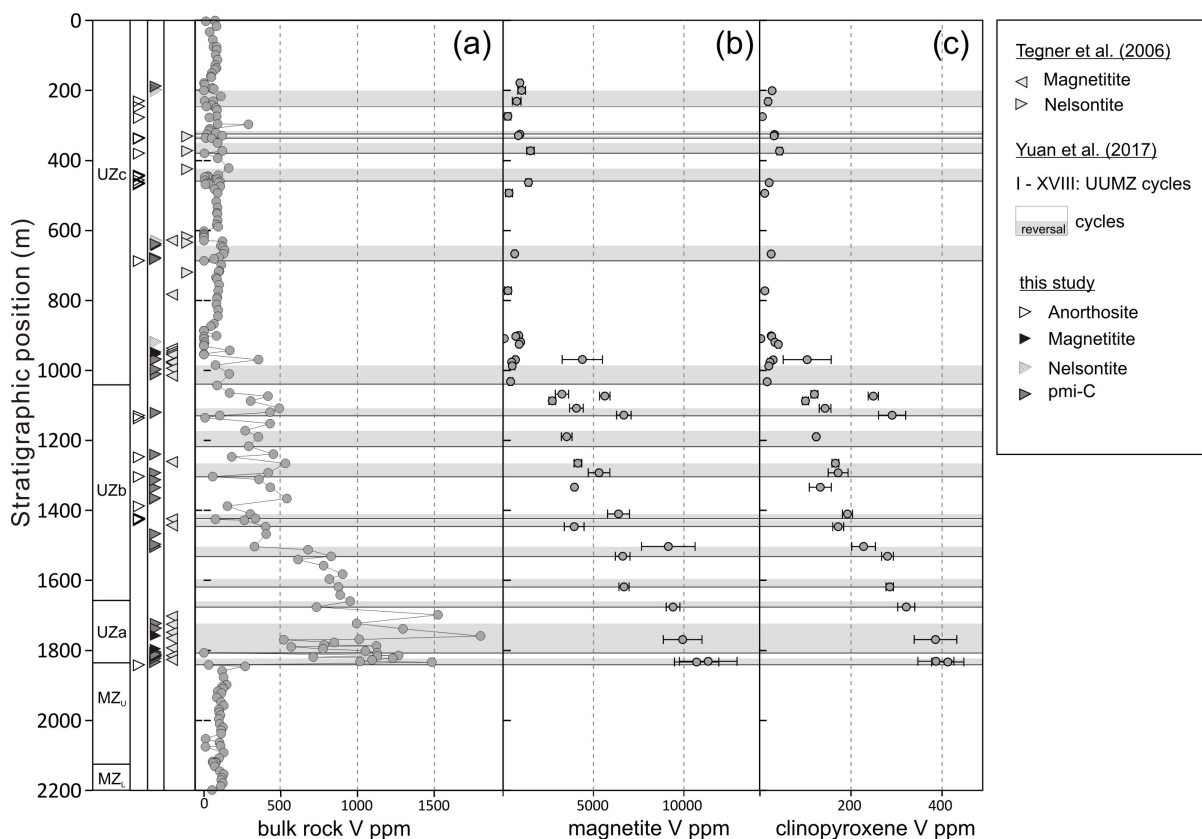 (a)
(b)
(c)
Stratigraphic position (m)
0
200
400
600
800
1000
1200
1400
1600
1800
2000
2200
UZc
UZb
UZa
MZU
MZL
0
500
1000
1500
bulk rock V ppm
5000
10000
magnetite V ppm
200
400
clinopyroxene V ppm
Tegner et al. (2006)
Magnetitite
Nelsontite
Yuan et al. (2017)
I - XVIII: UUMZ cycles
reversal
cycles
this study
Anorthosite
Magnetitite
Nelsontite
pmi-C